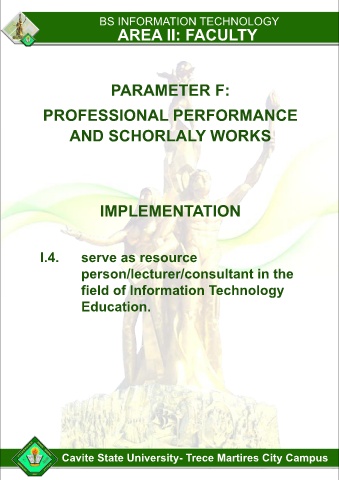 BS INFORMATION TECHNOLOGY
AREA II: FACULTY
PARAMETER F:
PROFESSIONAL PERFORMANCE
AND SCHORLALY WORKS
IMPLEMENTATION
I.4. serve as resource
person/lecturer/consultant in the
field of Information Technology
Education.
Cavite State University- Trece Martires City Campus